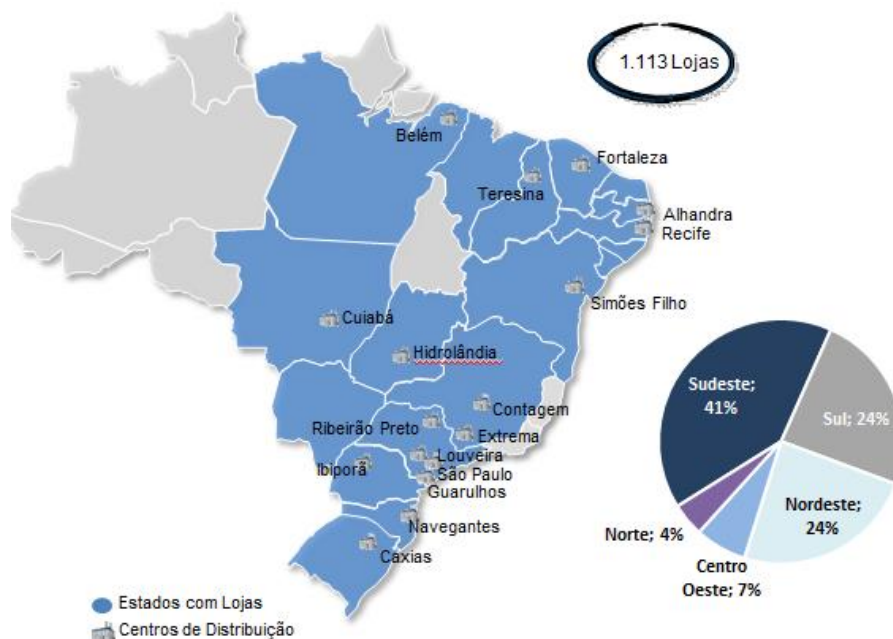 1.113 Lojas
Belém
Fortaleza
Teresina
Alhandra
Recife
Simões Filho
Cuiabá
Hidrolândia
Contagem
Ribeirão Preto
Extrema
Louveira
Ibiporã
São Paulo
Guarulhos
Navegantes
Caxias
Sudeste;
41%
Sul; 24%
Nordeste;
24%
Norte; 4%
Centro
Oeste; 7%
Estados com Lojas
Centros de Distribuição